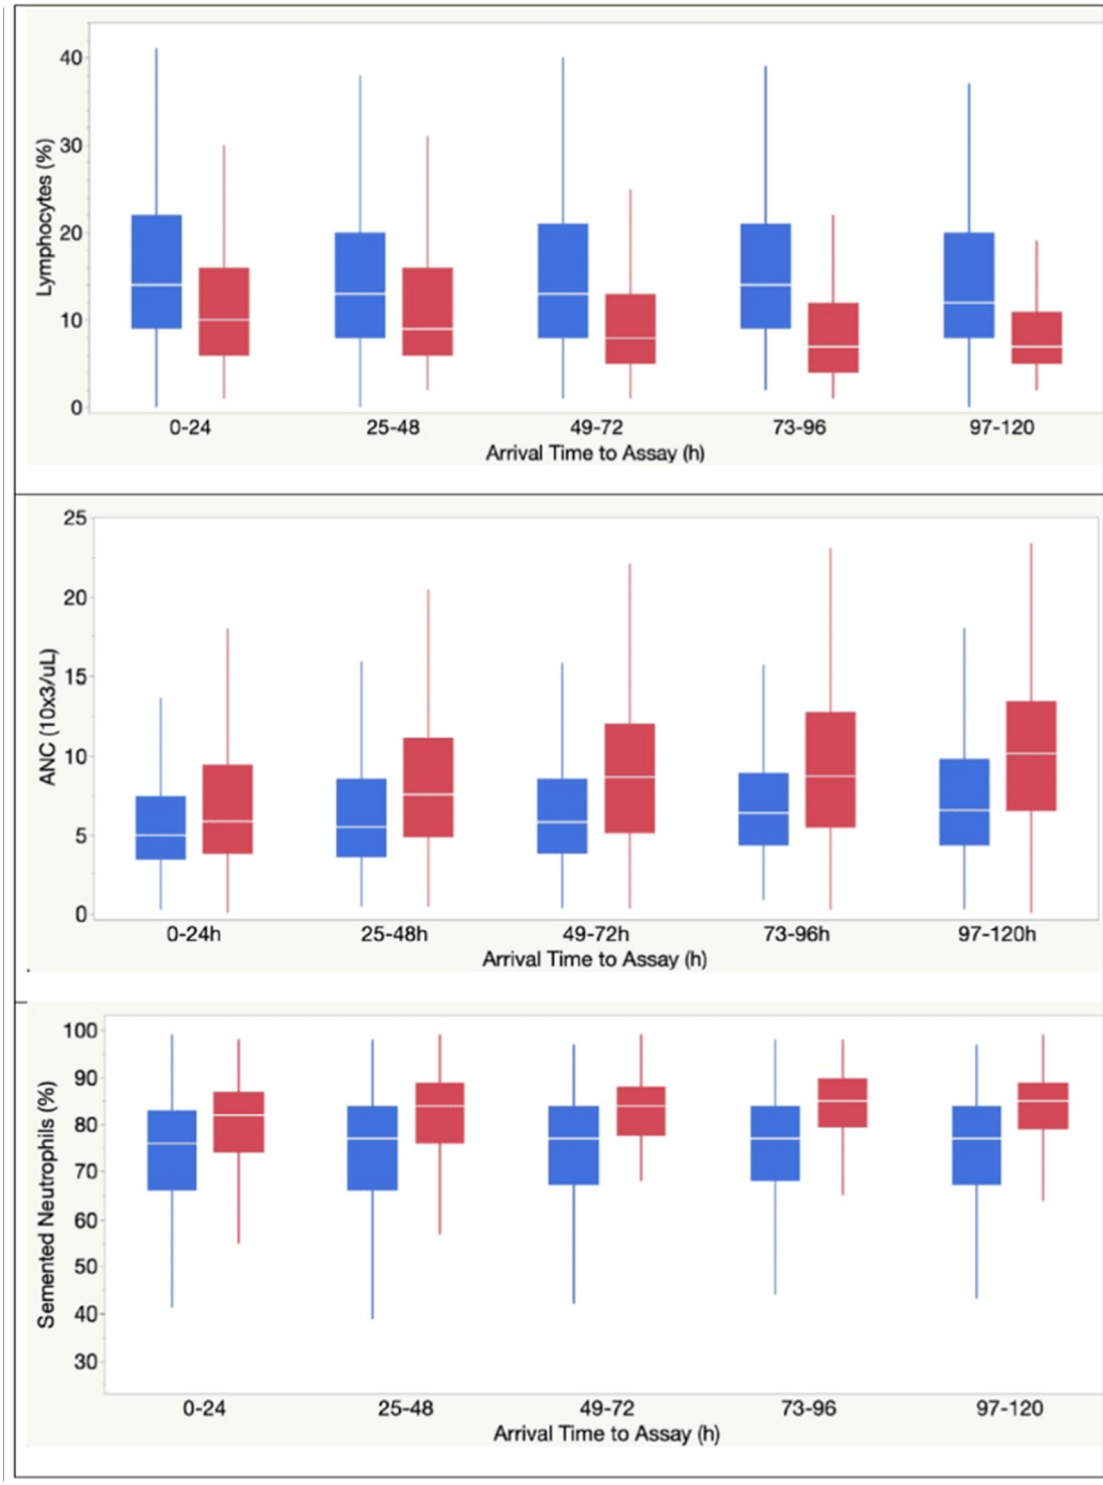 40
30
20
10
0
Lymphocytes (%)
0-24 25-48 49-72 73-96 97-120
Arrival Time to Assay (h)
25
20
15
10
5
0
ANC (10x3/uL)
0-24h 25-48h 49-72h 73-96h 97-120h
Arrival Time to Assay (h)
100
90
80
70
60
50
40
30
Semented Neutrophils (%)
0-24 25-48 49-72 73-96 97-120
Arrival Time to Assay (h)